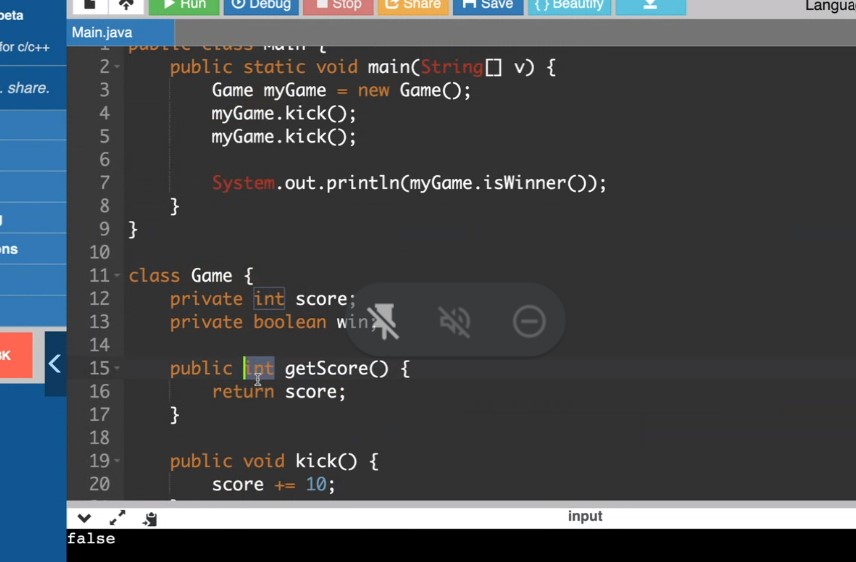 beta
for c/c++
. share.
ons
Run
Debug
Stop
Share
Save
{} Beautify
Main.java
1 public class Main {
2 public static void main(String[] v) {
3 Game myGame = new Game();
4 myGame.kick();
5 myGame.kick();
6
7 System.out.println(myGame.isWinner());
8 }
9 }
10
11 class Game {
12 private int score;
13 private boolean win;
14
15 public int getScore() {
16 return score;
17 }
18
19 public void kick() {
20 score += 10;
input
false